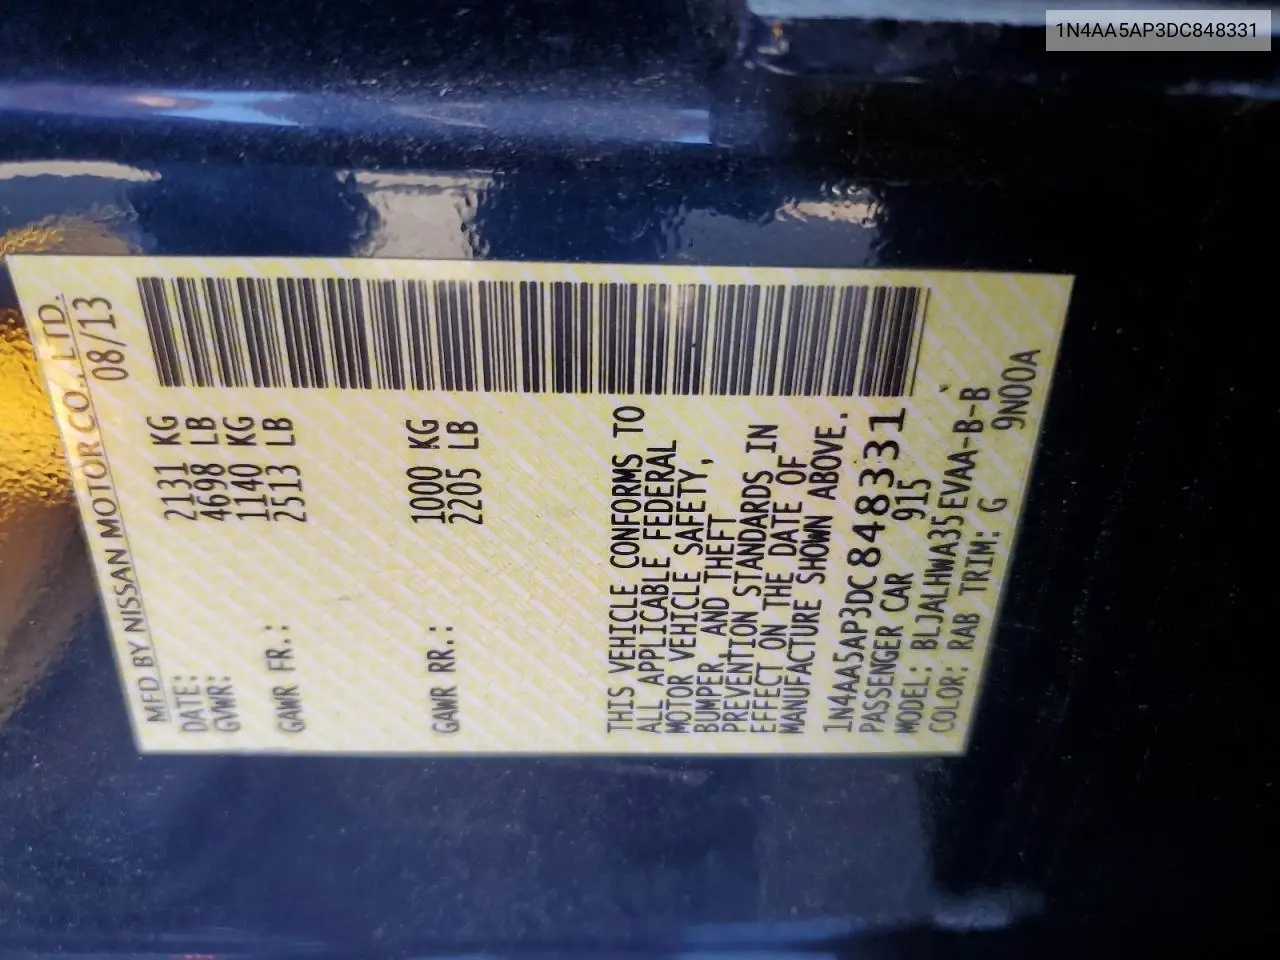 1N4AA5AP3DC848331
MFD BY NISSAN MOTOR CO., LTD.
DATE: 08/13
GVWR: 2131 KG
4698 LB
GAWR FR.: 1140 KG
2513 LB
GAWR RR.: 1000 KG
2205 LB
THIS VEHICLE CONFORMS TO
ALL APPLICABLE FEDERAL
MOTOR VEHICLE SAFETY,
BUMPER, AND THEFT
PREVENTION STANDARDS IN
EFFECT ON THE DATE OF
MANUFACTURE SHOWN ABOVE.
1N4AA5AP3DC848331
PASSENGER CAR 915
MODEL: BLJALHWA35EVAA-B-B
COLOR: RAB TRIM: G 9N00A